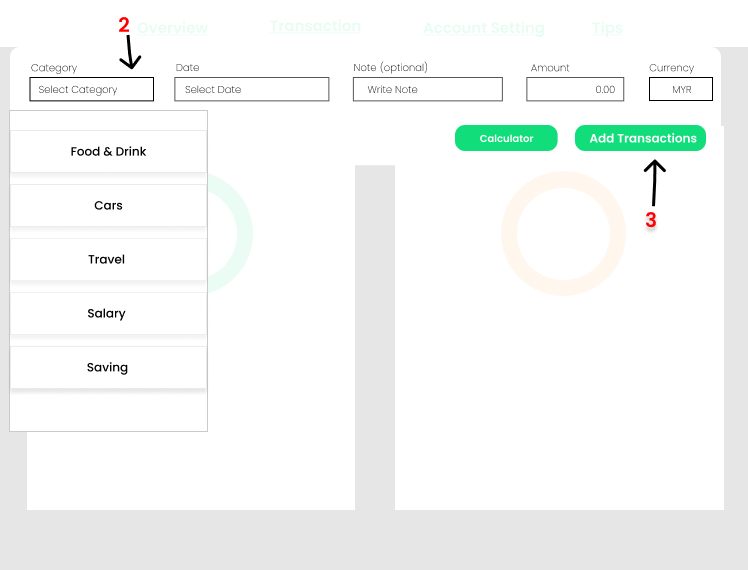 2
Overview Transaction Account Setting Tips
Category Date Note (optional) Amount Currency
Select Category Select Date Write Note 0.00 MYR
Calculator Add Transactions
Food & Drink
Cars
3
Travel
Salary
Saving